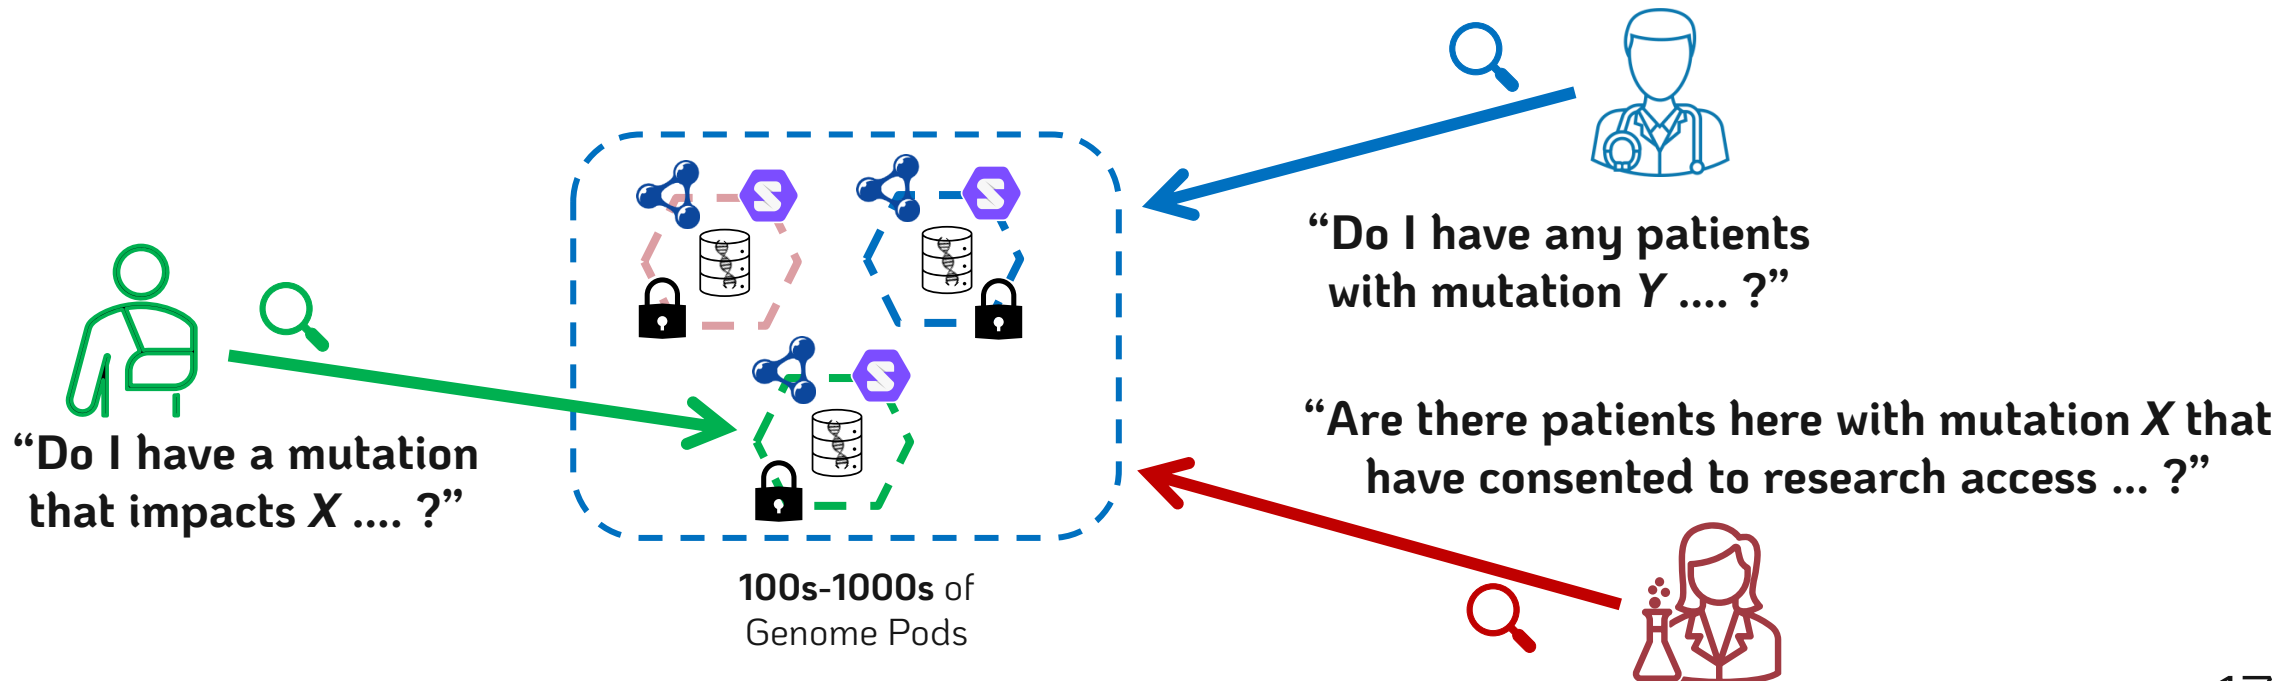 “Do I have a mutation
that impacts X .... ?”
100s-1000s of
Genome Pods
“Do I have any patients
with mutation Y .... ?”
“Are there patients here with mutation X that
have consented to research access ... ?”